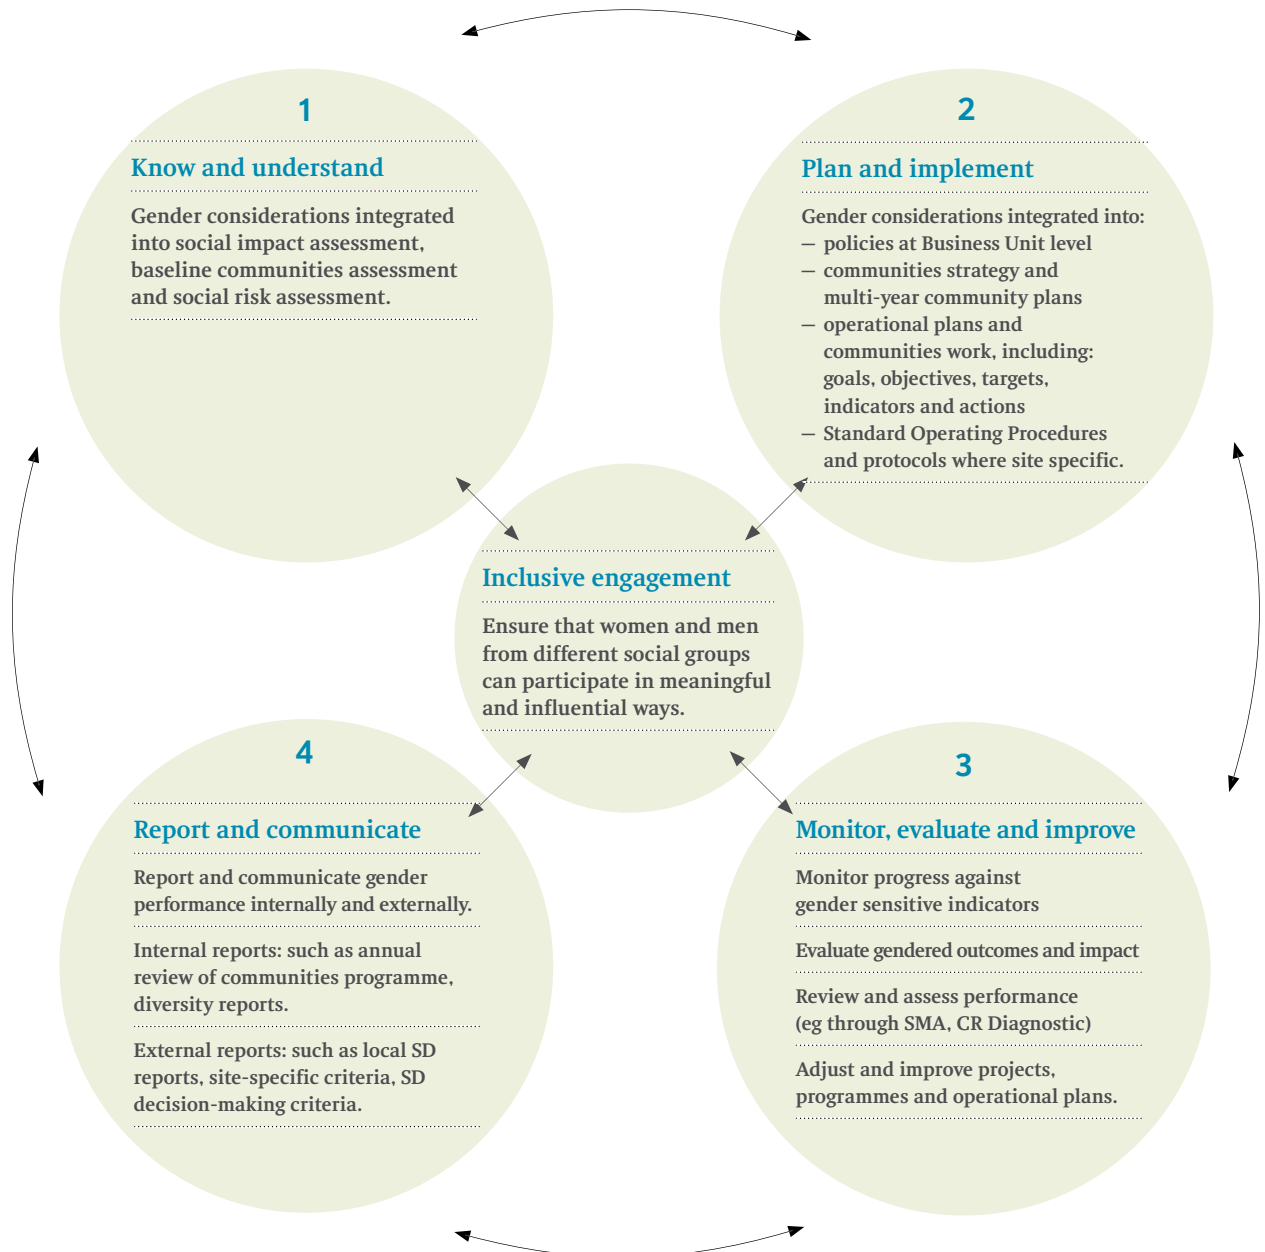 1
Know and understand
Gender considerations integrated
into social impact assessment,
baseline communities assessment
and social risk assessment.
2
Plan and implement
Gender considerations integrated into:
– policies at Business Unit level
– communities strategy and
multi-year community plans
– operational plans and
communities work, including:
goals, objectives, targets,
indicators and actions
– Standard Operating Procedures
and protocols where site specific.
Inclusive engagement
Ensure that women and men
from different social groups
can participate in meaningful
and influential ways.
4
Report and communicate
Report and communicate gender
performance internally and externally.
Internal reports: such as annual
review of communities programme,
diversity reports.
External reports: such as local SD
reports, site-specific criteria, SD
decision-making criteria.
3
Monitor, evaluate and improve
Monitor progress against
gender sensitive indicators
Evaluate gendered outcomes and impact
Review and assess performance
(eg through SMA, CR Diagnostic)
Adjust and improve projects,
programmes and operational plans.